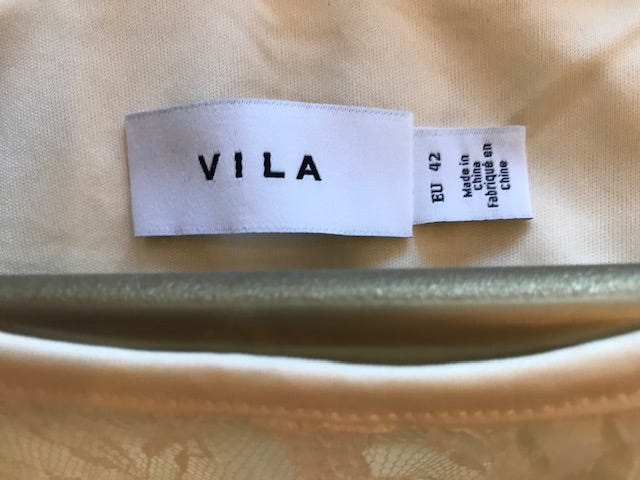 VILA
EU 42
Made in
China
Fabriqué en
Chine